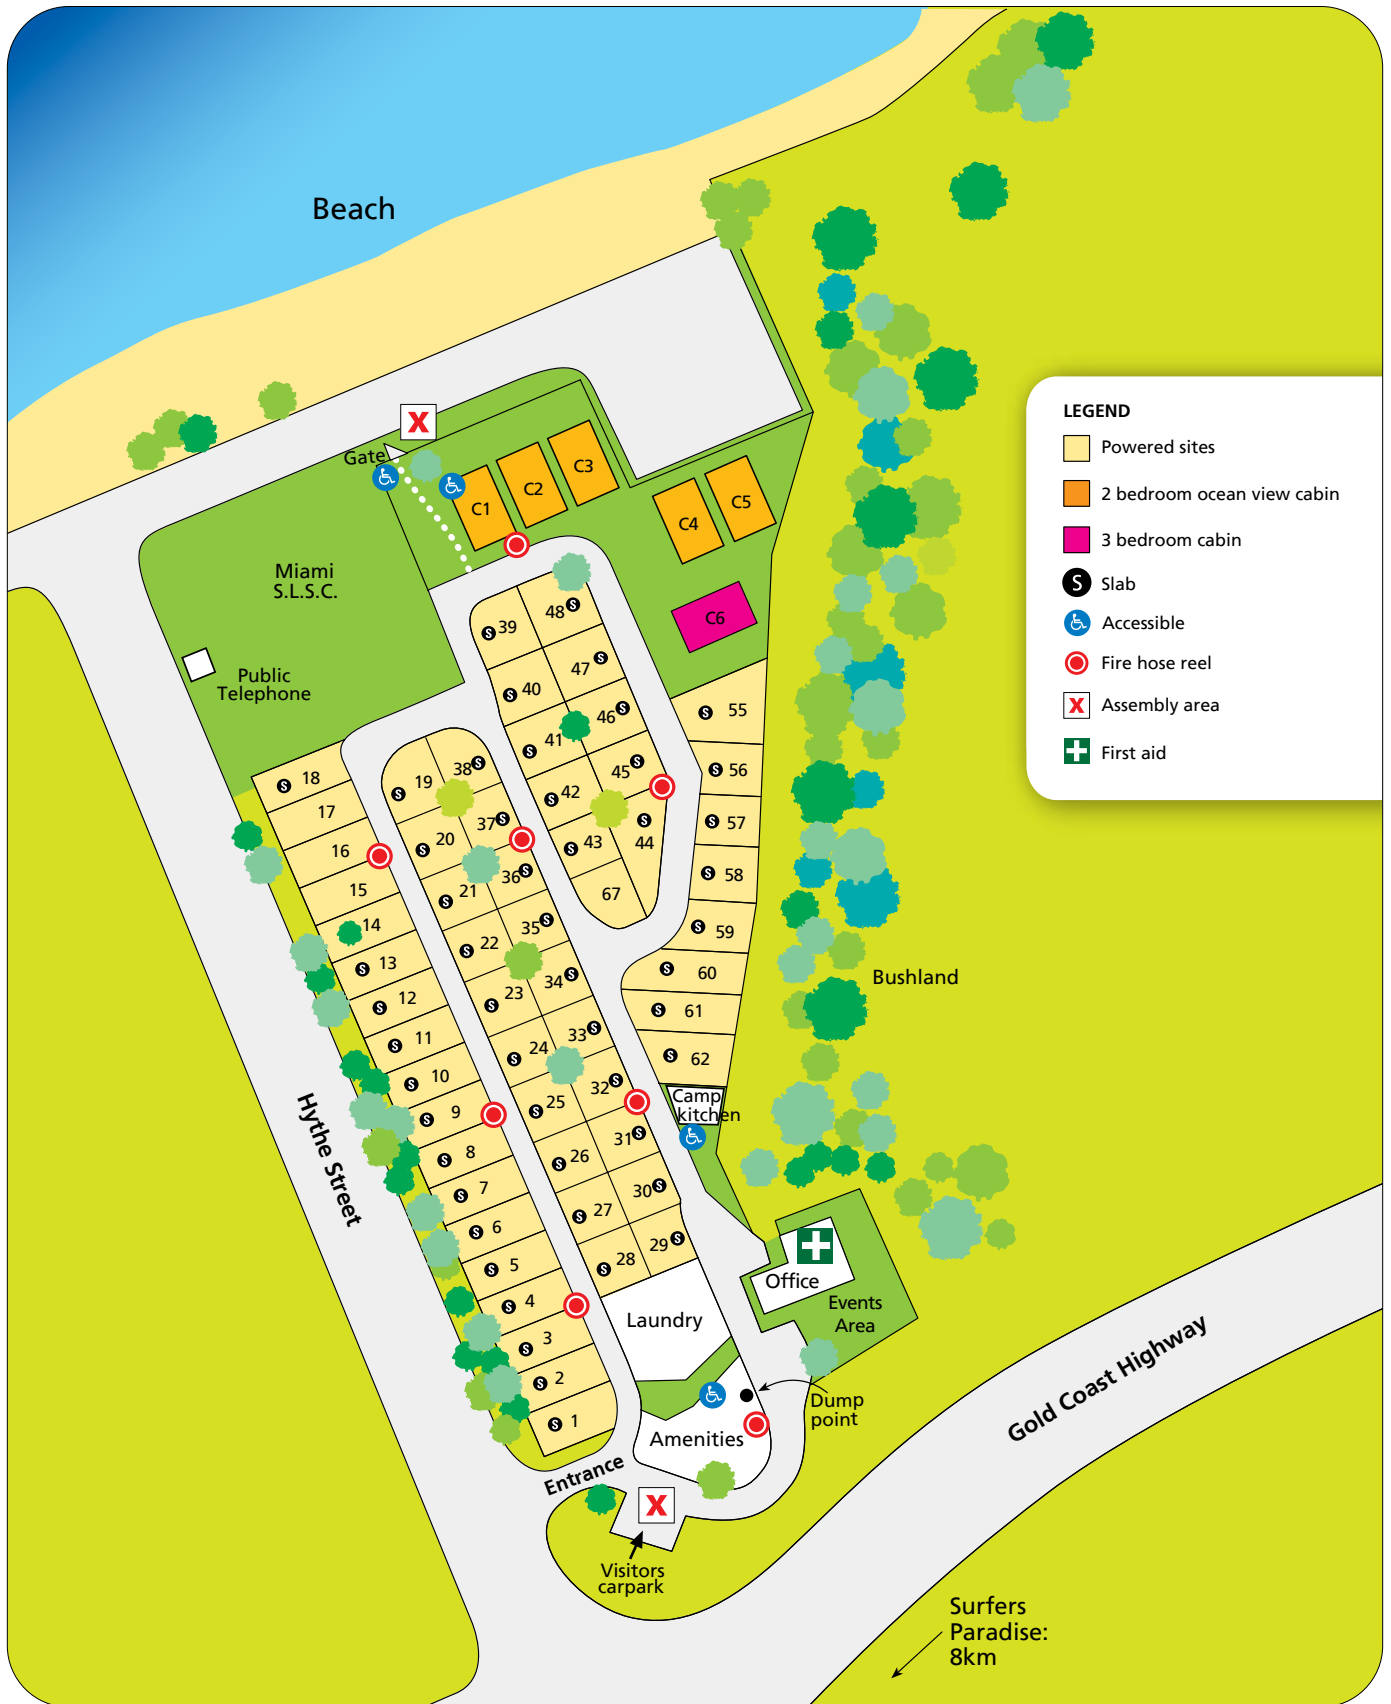 Beach
LEGEND
Powered sites
2 bedroom ocean view cabin
3 bedroom cabin
S Slab
Accessible
Fire hose reel
X Assembly area
First aid
X
Gate
C1
C2
C3
C4
C5
C6
Miami
S.L.S.C.
Public
Telephone
39
S
48
S
40
S
47
S
41
S
46
S
42
S
45
S
43
S
44
S
67
55
S
56
S
57
S
58
S
59
S
60
S
61
S
62
S
18
S
17
16
15
14
13
S
12
S
11
S
10
S
9
S
8
S
7
S
6
S
5
S
4
S
3
S
2
S
1
S
19
S
38
S
20
S
37
S
21
S
36
S
22
S
35
S
23
S
34
S
24
S
33
S
25
S
32
S
26
S
31
S
27
S
30
S
28
S
29
S
Bushland
Camp
kitchen
Hythe Street
Office
Events
Area
Laundry
Amenities
Dump
point
Entrance
X
Visitors
carpark
Gold Coast Highway
Surfers
Paradise:
8km